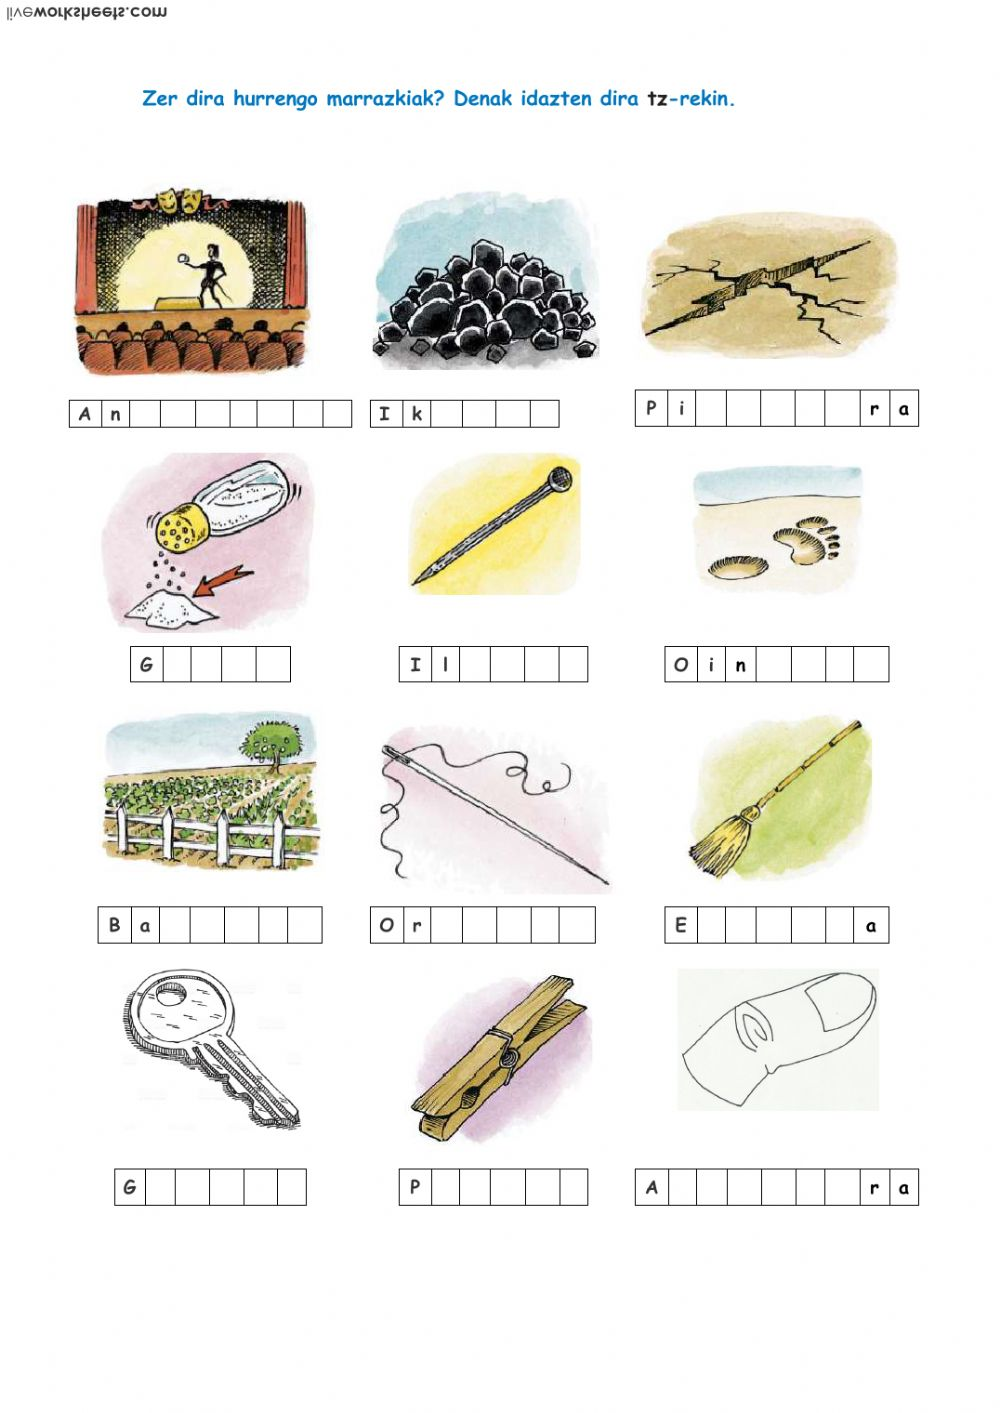 liveworksheets.com
Zer dira hurrengo marrazkiak? Denak idazten dira tz-rekin.
A n
I k
P i r a
G
I l
O i n
B a
O r
E a
G
P
A r a